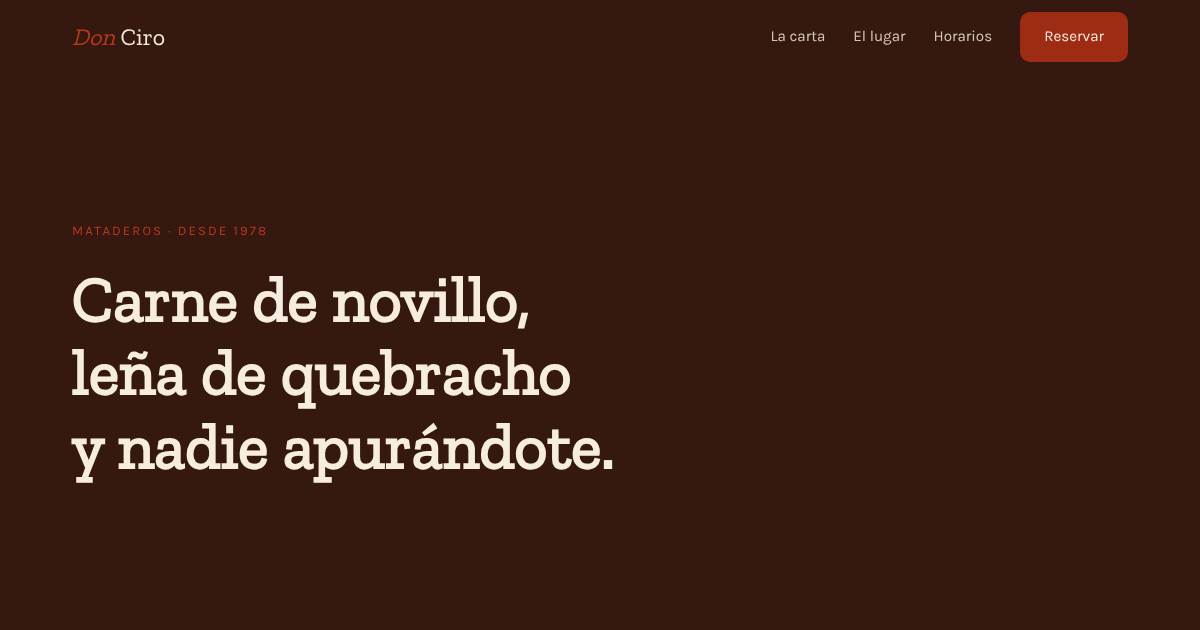 Don Ciro
La carta
El lugar
Horarios
Reservar
MATADEROS · DESDE 1978
Carne de novillo,
leña de quebracho
y nadie apurándote.